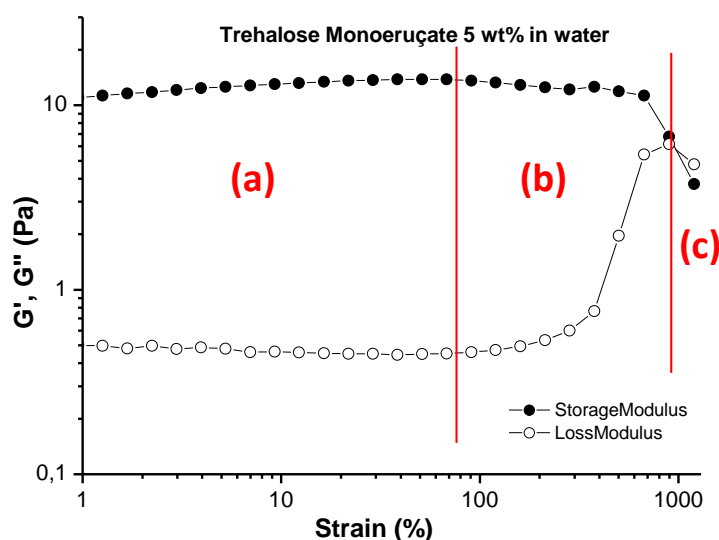 Trehalose Monoeruçate 5 wt% in water
G', G" (Pa)
10
1
0,1
(a)
(b)
(c)
StorageModulus
LossModulus
1
10
100
1000
Strain (%)